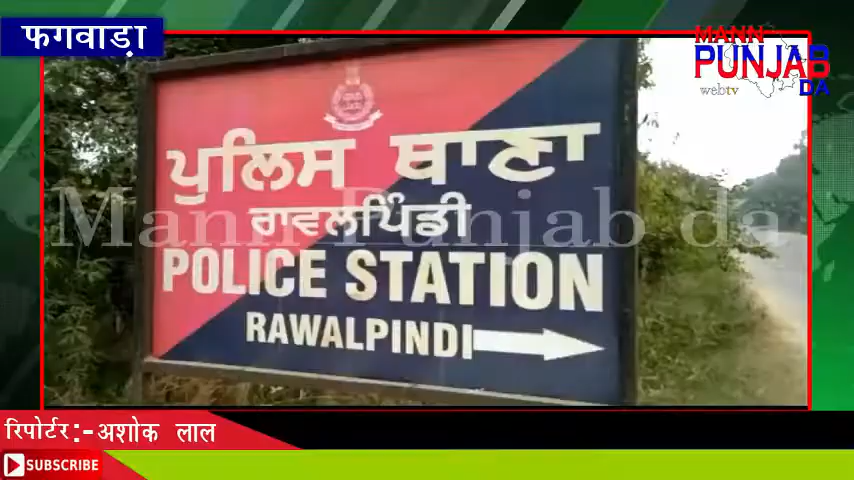 फगवाड़ा
MANN
PUNJAB
DA
webtv
ਪੁਲਿਸ ਥਾਣਾ
ਰਾਵਲਪਿੰਡੀ
Mann Punjab da
POLICE STATION
RAWALPINDI
रिपोर्टर:-अशोक लाल
SUBSCRIBE